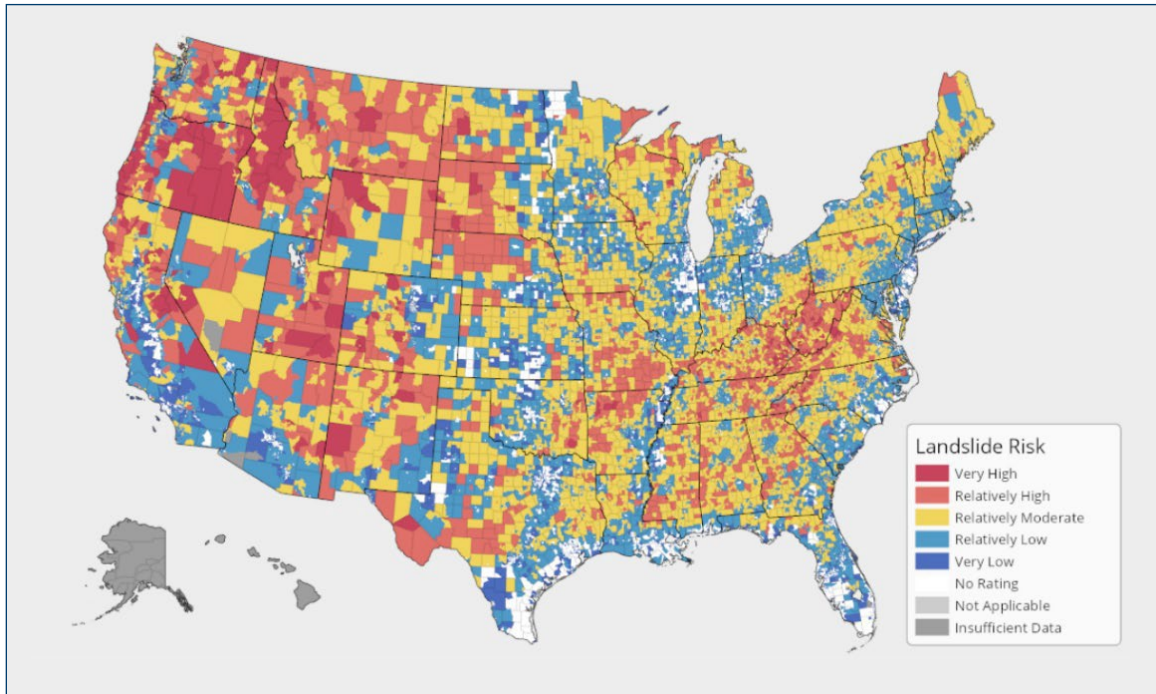 Landslide Risk
Very High
Relatively High
Relatively Moderate
Relatively Low
Very Low
No Rating
Not Applicable
Insufficient Data